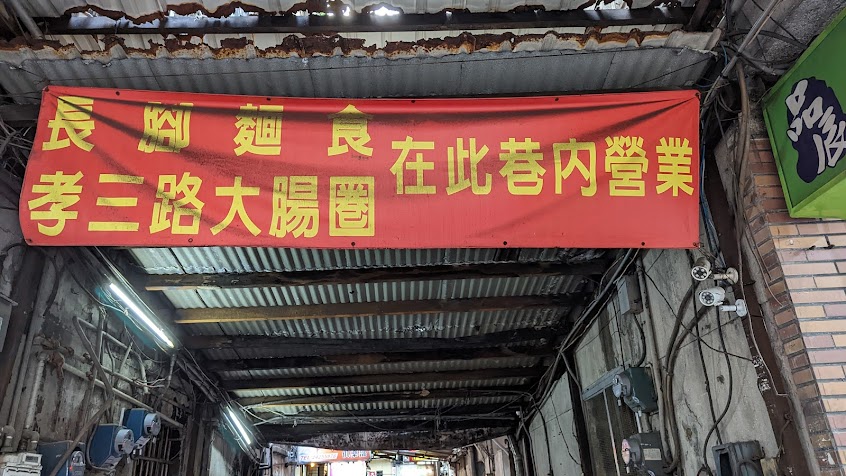 長腳麵食
孝三路大腸圈
在此巷內營業